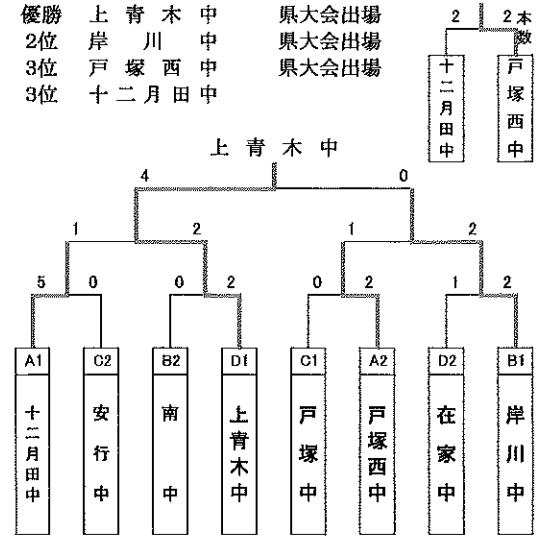 優勝 上青木中 県大会出場
2位 岸川中 県大会出場
3位 戸塚西中 県大会出場
3位 十二月田中
2 2 本数
十二月田中 戸塚西中
上青木中
4 0
1 2 1 2
5 0 0 2 0 2 1 2
A1 C2 B2 D1 C1 A2 D2 B1
十二月田中 安行中 南中 上青木中 戸塚中 戸塚西中 在家中 岸川中